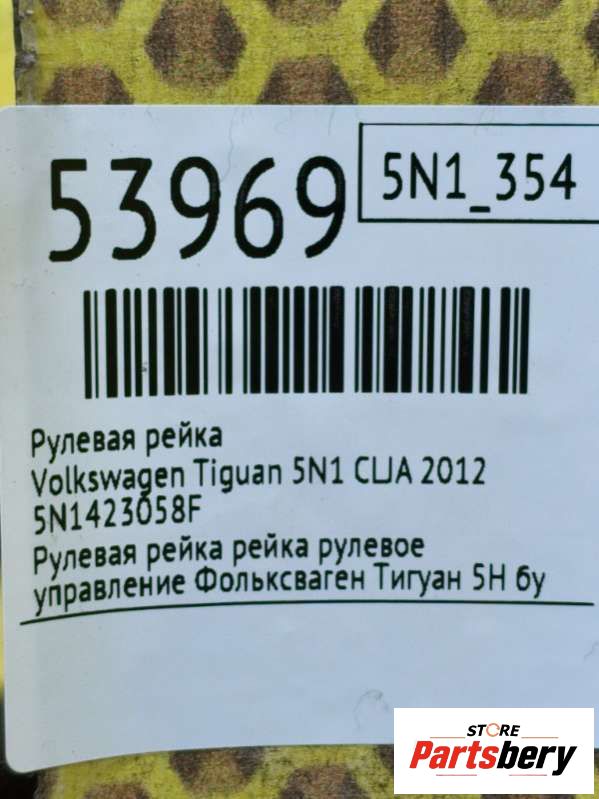 53969
5N1_354
Рулевая рейка
Volkswagen Tiguan 5N1 CLJA 2012
5N1423058F
Рулевая рейка рейка рулевое
управление Фольксваген Тигуан 5Н бу
STORE
Partsbery